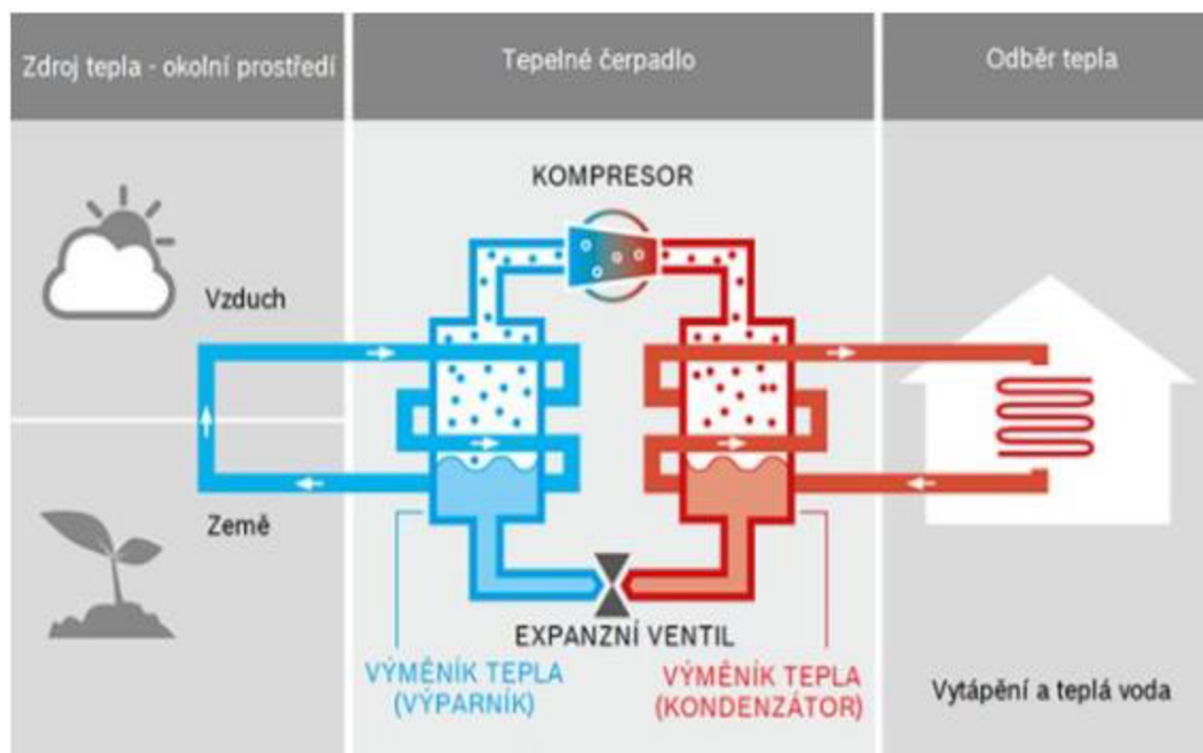 Zdroj tepla - okolní prostředí
Tepelné čerpadlo
Odběr tepla
KOMPRESOR
Vzduch
Země
EXPANZNÍ VENTIL
VÝMĚNÍK TEPLA
(VÝPARNÍK)
VÝMĚNÍK TEPLA
(KONDENZÁTOR)
Vytápění a teplá voda